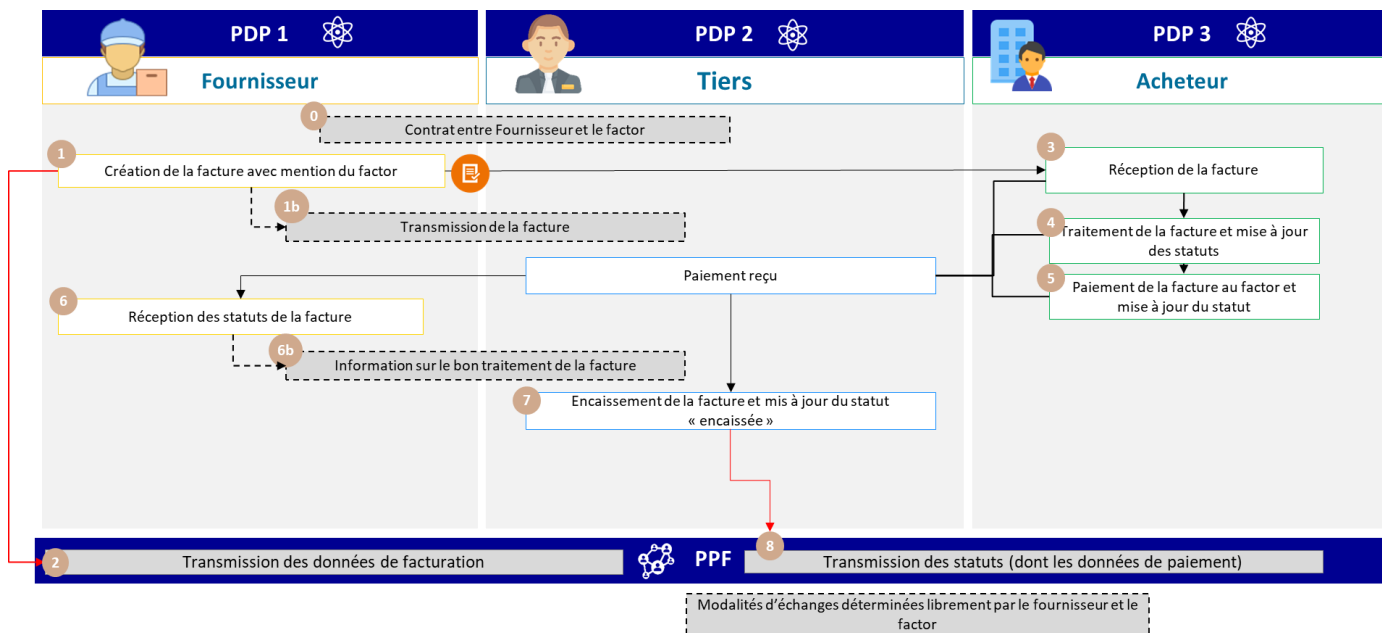 PDP 1
PDP 2
PDP 3
Fournisseur
Tiers
Acheteur
0
Contrat entre Fournisseur et le factor
1
Création de la facture avec mention du factor
3
Réception de la facture
1b
Transmission de la facture
4
Traitement de la facture et mise à jour
des statuts
Paiement reçu
5
Paiement de la facture au factor et
mise à jour du statut
6
Réception des statuts de la facture
6b
Information sur le bon traitement de la facture
7
Encaissement de la facture et mis à jour du statut
« encaissée »
2
Transmission des données de facturation
PPF
8
Transmission des statuts (dont les données de paiement)
Modalités d’échanges déterminées librement par le fournisseur et le
factor